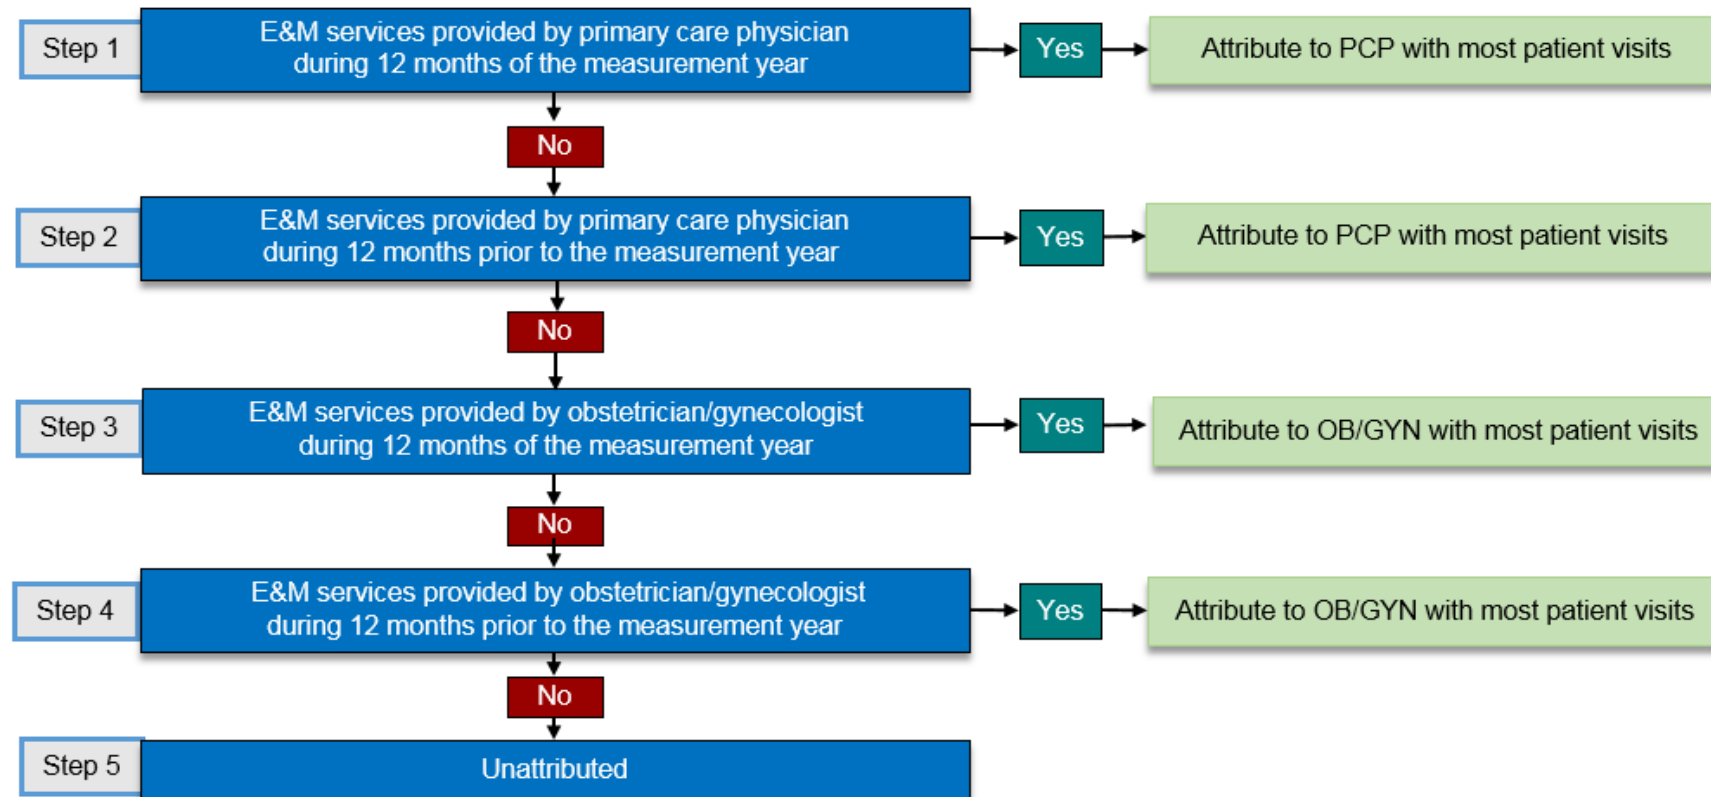 Step 1
E&M services provided by primary care physician
during 12 months of the measurement year
Yes
Attribute to PCP with most patient visits
No
Step 2
E&M services provided by primary care physician
during 12 months prior to the measurement year
Yes
Attribute to PCP with most patient visits
No
Step 3
E&M services provided by obstetrician/gynecologist
during 12 months of the measurement year
Yes
Attribute to OB/GYN with most patient visits
No
Step 4
E&M services provided by obstetrician/gynecologist
during 12 months prior to the measurement year
Yes
Attribute to OB/GYN with most patient visits
No
Step 5
Unattributed